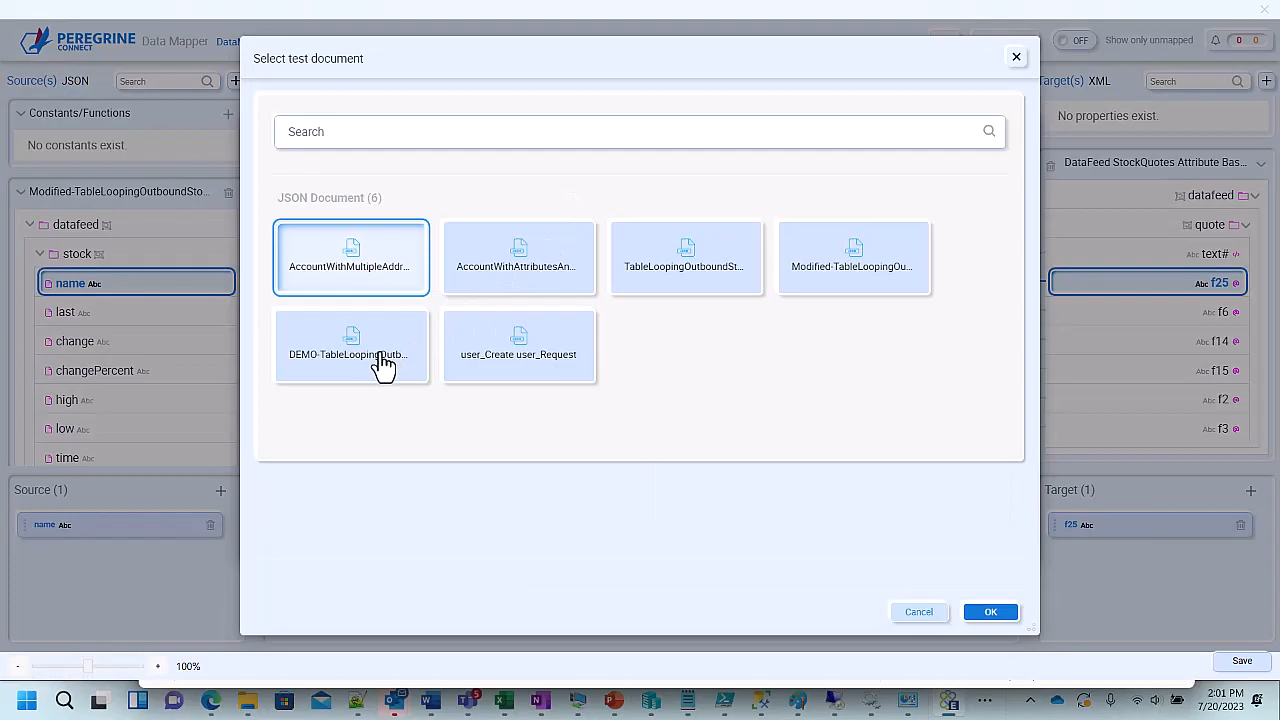 PEREGRINE
CONNECT
Data Mapper
Show only unmapped
OFF
0 0
Source(s) JSON
Search
Target(s) XML
Search
Constants/Functions
No constants exist.
No properties exist.
Modified-TableLoopingOutboundSto...
datafeed
stock
name Abc
last Abc
change Abc
changePercent Abc
high Abc
low Abc
time Abc
Source (1)
name Abc
Select test document
Search
JSON Document (6)
AccountWithMultipleAddr...
AccountWithAttributesAn...
TableLoopingOutboundSt...
Modified-TableLoopingOu...
DEMO-TableLoopingOutb...
user_Create user_Request
Cancel
OK
DataFeed StockQuotes Attribute Bas...
datafeed
quote
text#
Abc f25
Abc f6
Abc f14
Abc f15
Abc f2
Abc f3
Target (1)
f25 Abc
- + 100%
Save
5
2:01 PM
7/20/2023